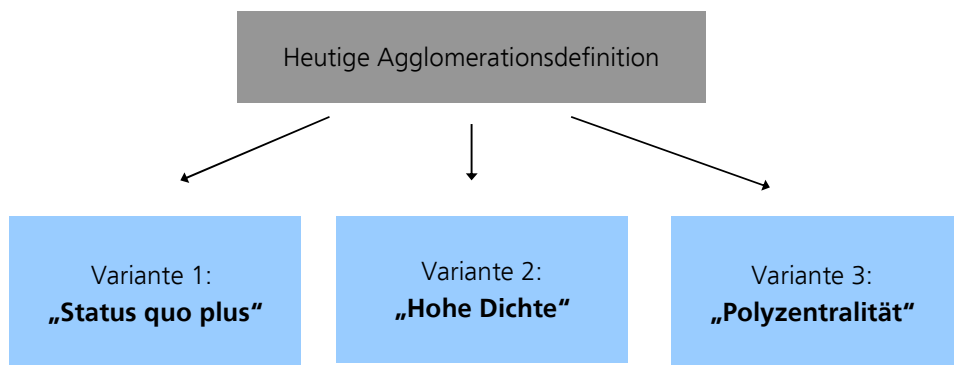 Heutige Agglomerationsdefinition
Variante 1:
„Status quo plus“
Variante 2:
„Hohe Dichte“
Variante 3:
„Polyzentralität“